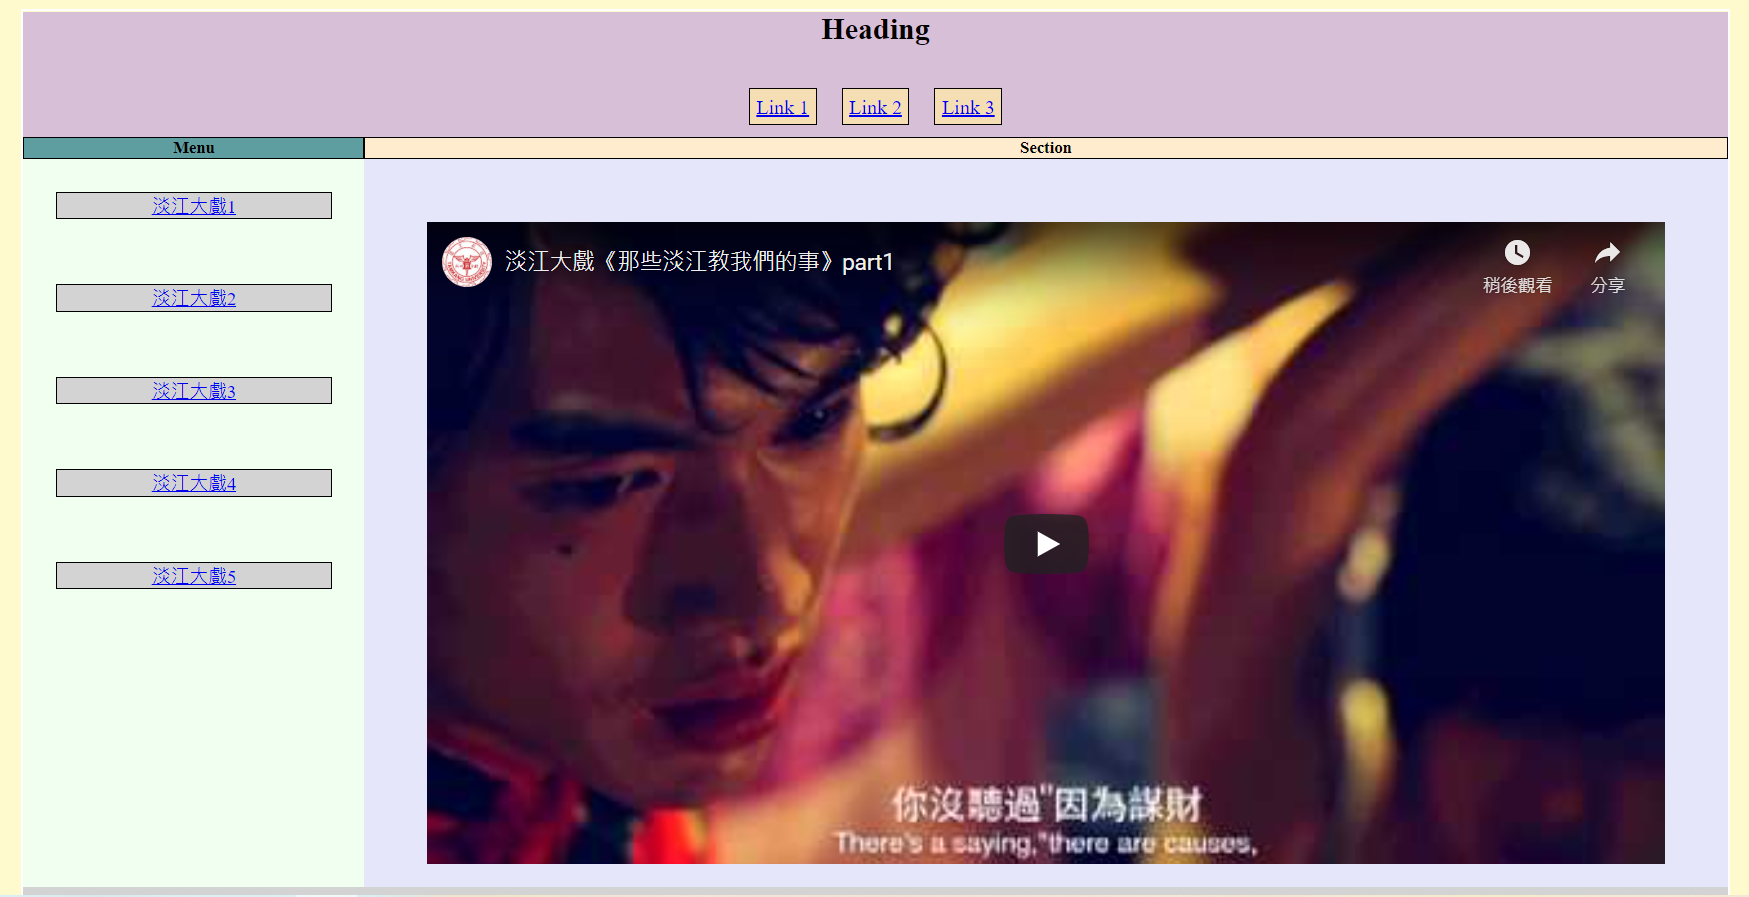 Heading
Link 1 Link 2 Link 3
Menu
Section
淡江大戲1
淡江大戲2
淡江大戲3
淡江大戲4
淡江大戲5
淡江大戲《那些淡江教我們的事》part1
稍後觀看
分享
你沒聽過"因為謀財
There's a saying,"there are causes,